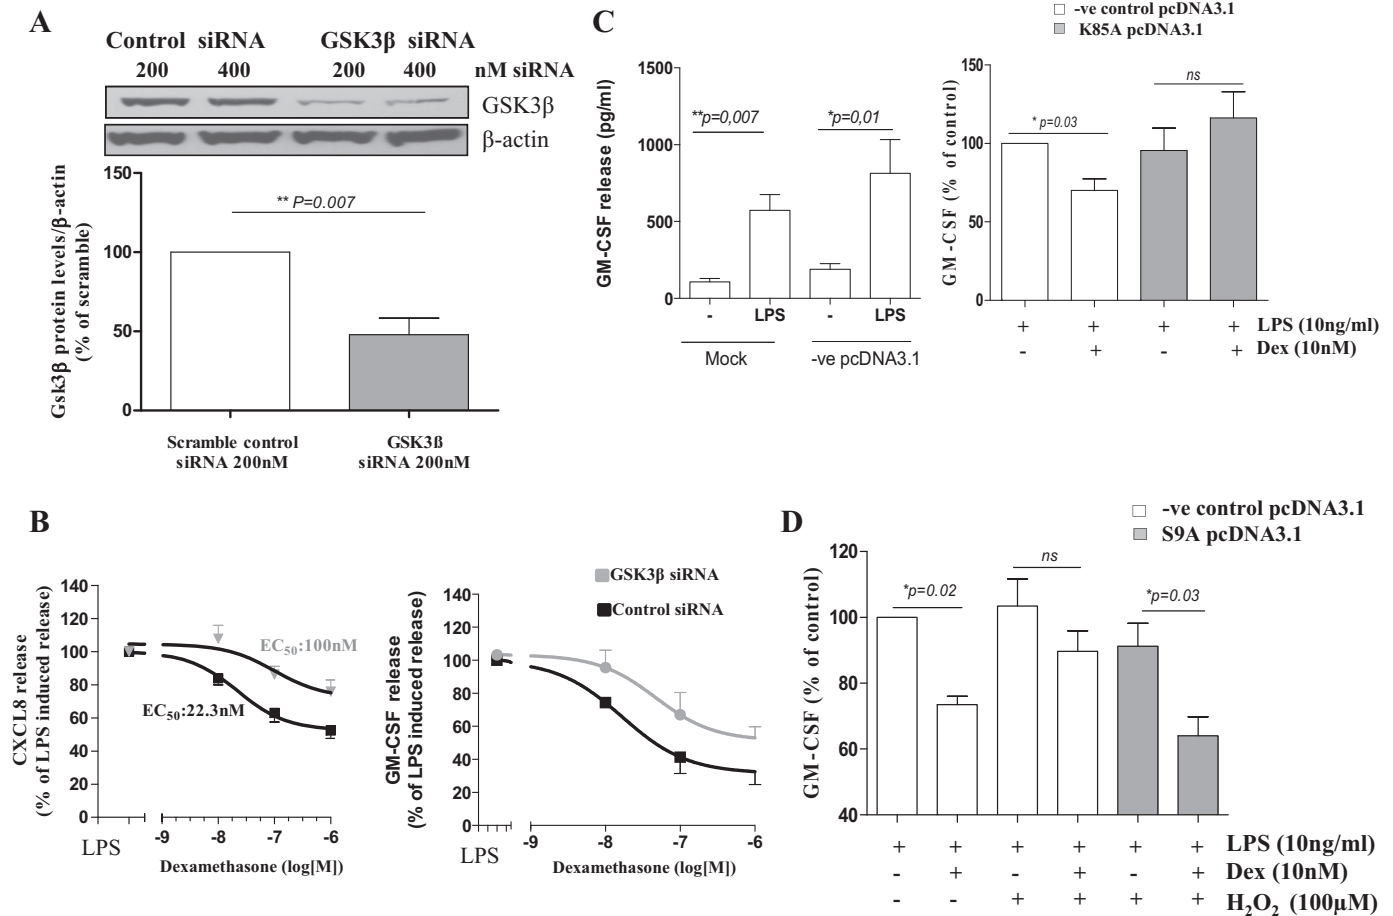 A
Control siRNA GSK3β siRNA
200 400 200 400 nM siRNA
GSK3β
β-actin
Gsk3β protein levels/β-actin
(% of scramble)
150
100
50
0
** P=0.007
Scramble control
siRNA 200nM
GSK3ß
siRNA 200nM
C
GM-CSF release (pg/ml)
1500
1000
500
0
**p=0,007
*p=0,01
- LPS - LPS
Mock -ve pcDNA3.1
-ve control pcDNA3.1
K85A pcDNA3.1
GM-CSF (% of control)
150
100
50
0
* p=0.03
ns
+ + + + LPS (10ng/ml)
- + - + Dex (10nM)
B
CXCL8 release
(% of LPS induced release)
140
120
100
80
60
40
20
0
EC50:100nM
EC50:22.3nM
LPS
-9 -8 -7 -6
Dexamethasone (log[M])
GM-CSF release
(% of LPS induced release)
140
120
100
80
60
40
20
0
GSK3β siRNA
Control siRNA
LPS
-9 -8 -7 -6
Dexamethasone (log[M])
D
-ve control pcDNA3.1
S9A pcDNA3.1
GM-CSF (% of control)
120
100
80
60
40
*p=0.02
ns
*p=0.03
+ + + + + + LPS (10ng/ml)
- + - + - + Dex (10nM)
- - + + + + H2O2 (100µM)